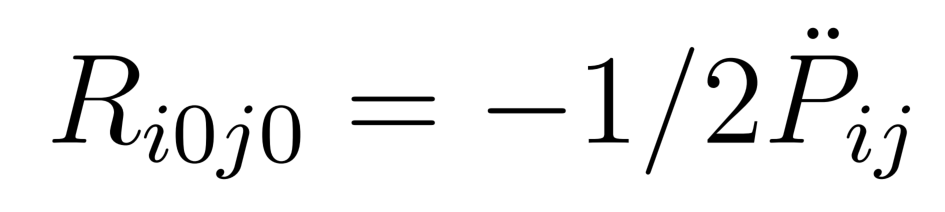 R_{i0j0} = -1/2\ddot{P}_{ij}